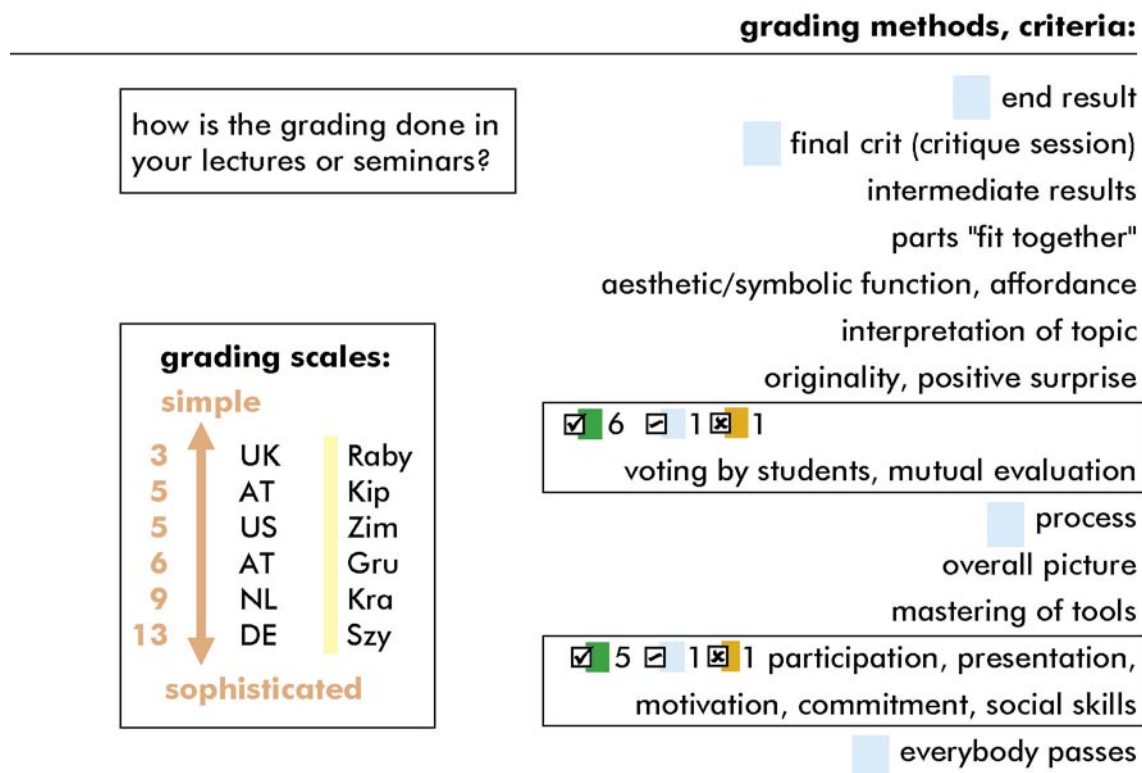 grading methods, criteria:
how is the grading done in
your lectures or seminars?
end result
final crit (critique session)
intermediate results
parts "fit together"
aesthetic/symbolic function, affordance
interpretation of topic
originality, positive surprise
6 1 1
voting by students, mutual evaluation
process
overall picture
mastering of tools
5 1 1 participation, presentation,
motivation, commitment, social skills
everybody passes
grading scales:
simple
3 UK Raby
5 AT Kip
5 US Zim
6 AT Gru
9 NL Kra
13 DE Szy
sophisticated